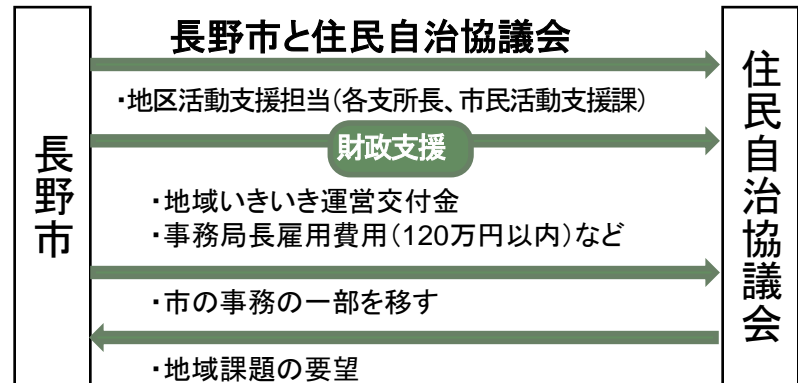 長野市と住民自治協議会
長野市
・地区活動支援担当(各支所長、市民活動支援課)
財政支援
・地域いきいき運営交付金
・事務局長雇用費用(120万円以内)など
・市の事務の一部を移す
・地域課題の要望
住民自治協議会